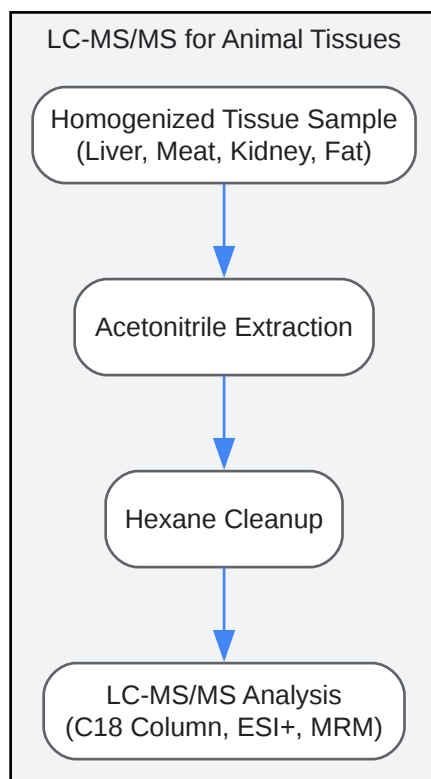 LC-MS/MS for Animal Tissues
Homogenized Tissue Sample
(Liver, Meat, Kidney, Fat)
Acetonitrile Extraction
Hexane Cleanup
LC-MS/MS Analysis
(C18 Column, ESI+, MRM)